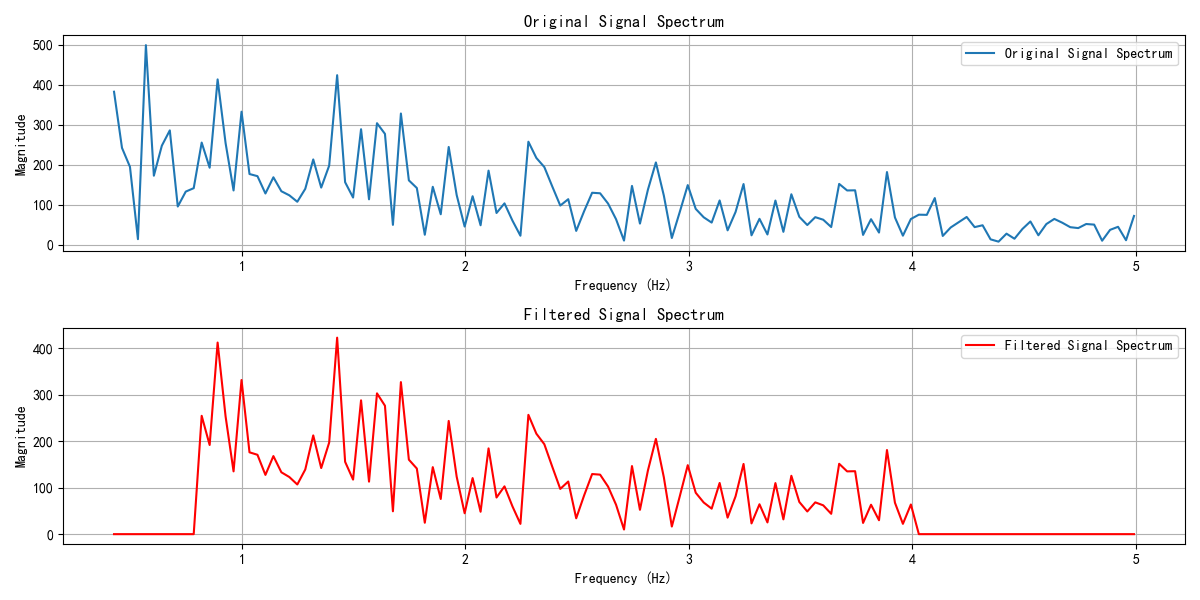 Original Signal Spectrum
Original Signal Spectrum
Magnitude
500
400
300
200
100
0
1
2
3
4
5
Frequency (Hz)
Filtered Signal Spectrum
Filtered Signal Spectrum
Magnitude
400
300
200
100
0
1
2
3
4
5
Frequency (Hz)